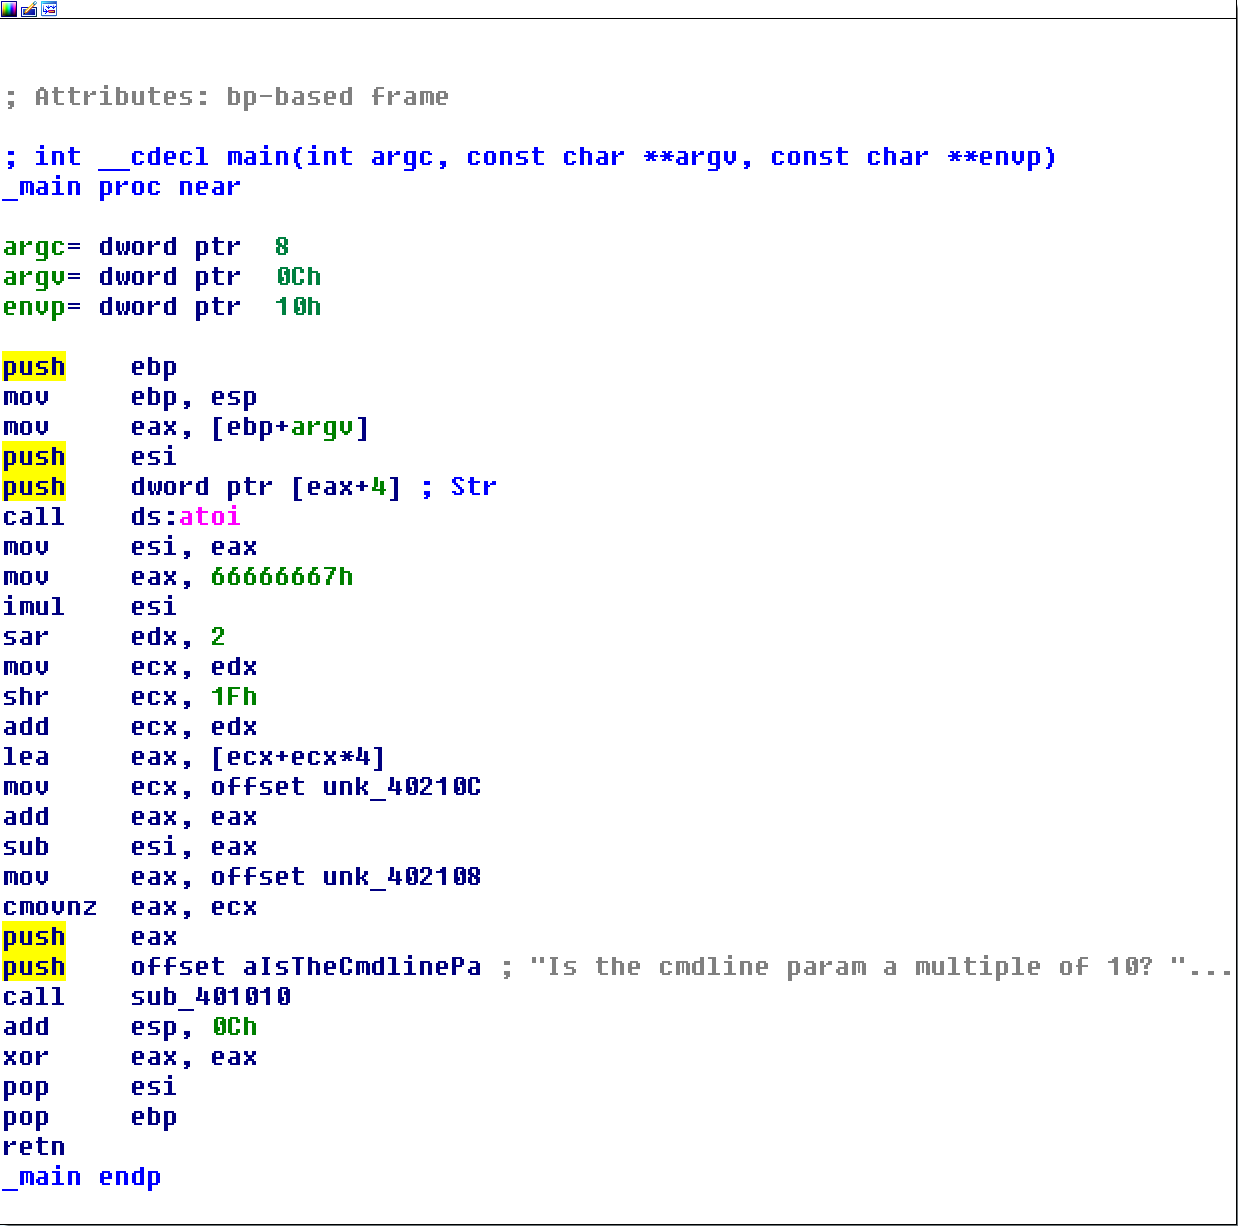 ; Attributes: bp-based frame
; int __cdecl main(int argc, const char **argv, const char **envp)
_main proc near
argc= dword ptr  8
argv= dword ptr  0Ch
envp= dword ptr  10h
push    ebp
mov     ebp, esp
mov     eax, [ebp+argv]
push    esi
push    dword ptr [eax+4] ; Str
call    ds:atoi
mov     esi, eax
mov     eax, 66666667h
imul    esi
sar     edx, 2
mov     ecx, edx
shr     ecx, 1Fh
add     ecx, edx
lea     eax, [ecx+ecx*4]
mov     ecx, offset unk_40210C
add     eax, eax
sub     esi, eax
mov     eax, offset unk_402108
cmovnz  eax, ecx
push    eax
push    offset aIsTheCmdlinePa ; "Is the cmdline param a multiple of 10? "...
call    sub_401010
add     esp, 0Ch
xor     eax, eax
pop     esi
pop     ebp
retn
_main endp